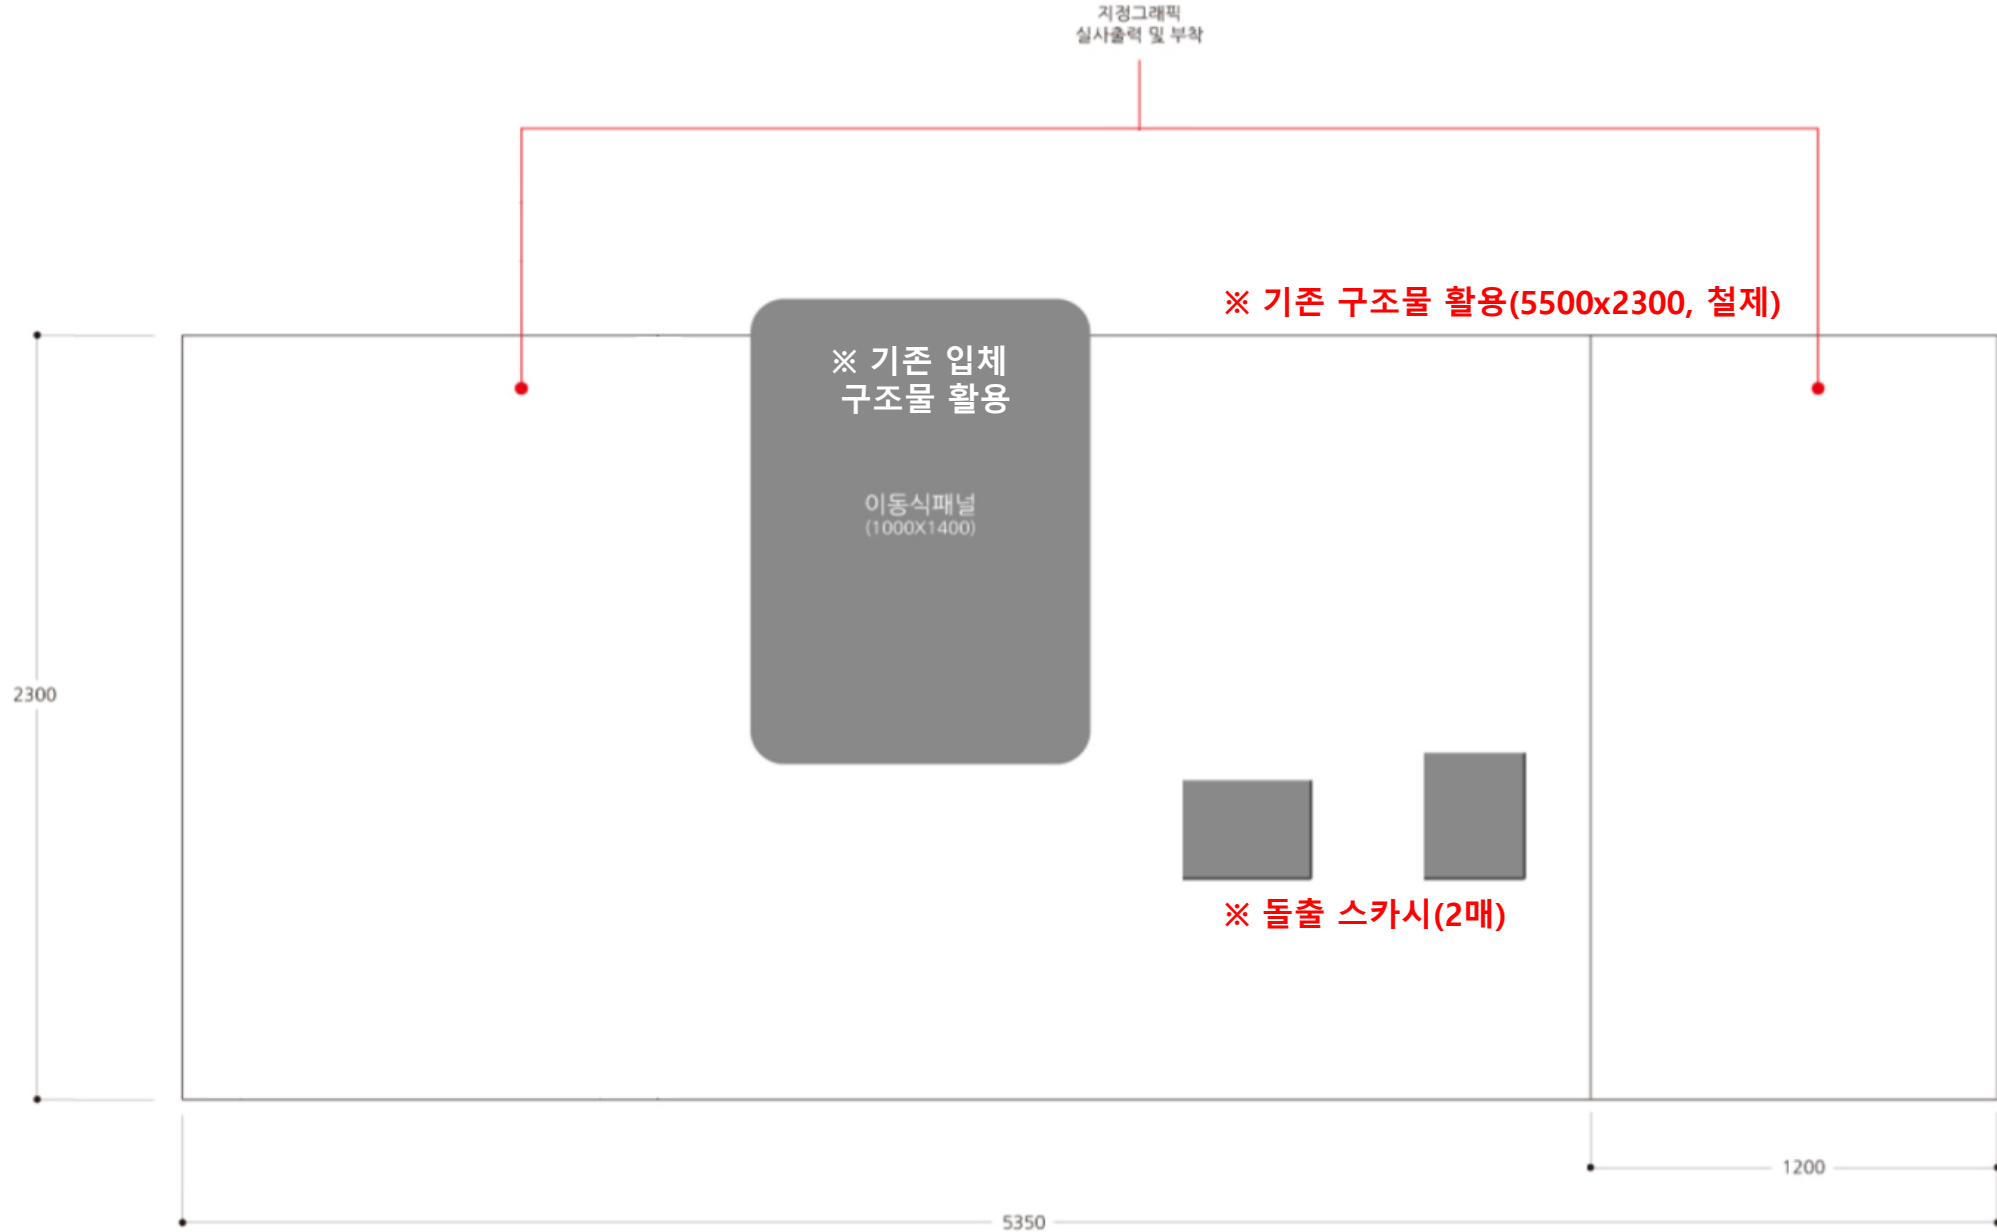 지정그래픽
실사출력 및 부착
※ 기존 구조물 활용(5500x2300, 철제)
※ 기존 입체
구조물 활용
이동식패널
(1000X1400)
2300
※ 돌출 스카시(2매)
1200
5350